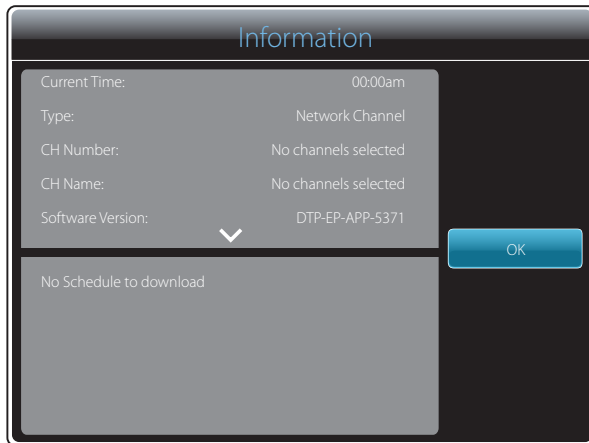 Information
Current Time: 00:00am
Type: Network Channel
CH Number: No channels selected
CH Name: No channels selected
Software Version: DTP-EP-APP-5371
OK
No Schedule to download